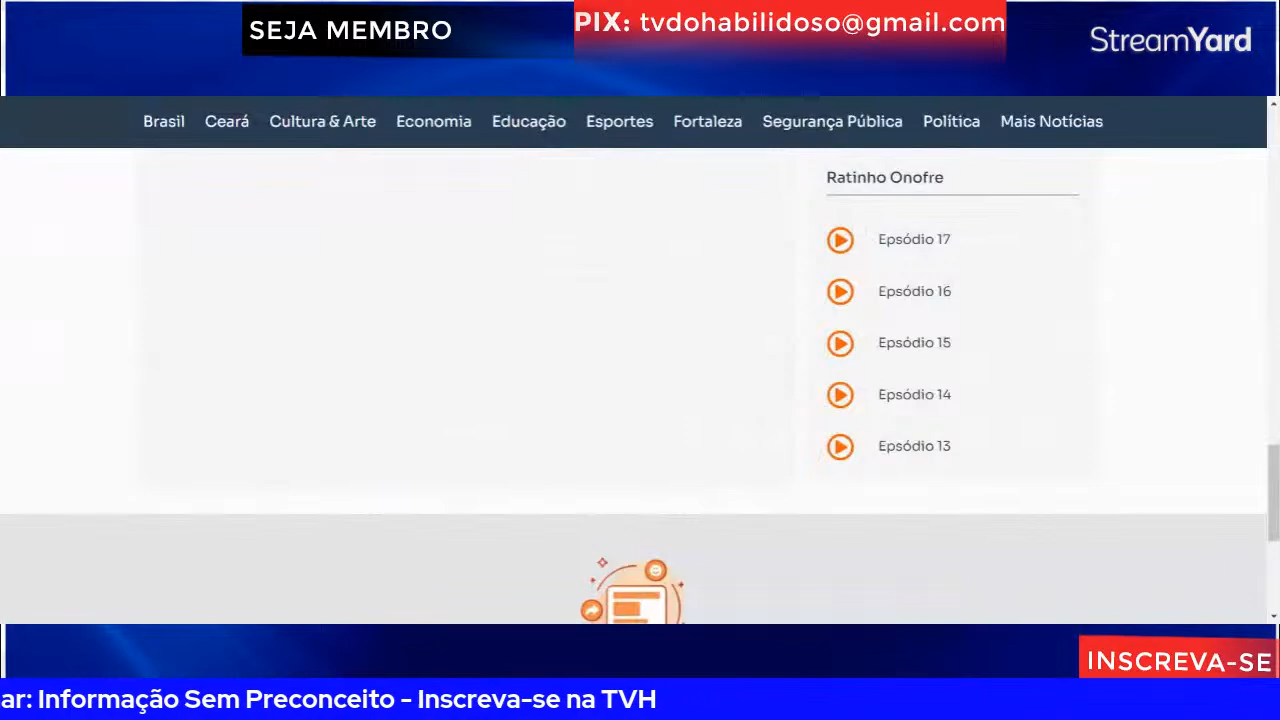 SEJA MEMBRO
PIX: tvdohabilidoso@gmail.com
StreamYard
Brasil Ceará Cultura & Arte Economia Educação Esportes Fortaleza Segurança Pública Política Mais Notícias
Ratinho Onofre
Epsódio 17
Epsódio 16
Epsódio 15
Epsódio 14
Epsódio 13
INSCREVA-SE
ar: Informação Sem Preconceito - Inscreva-se na TVH